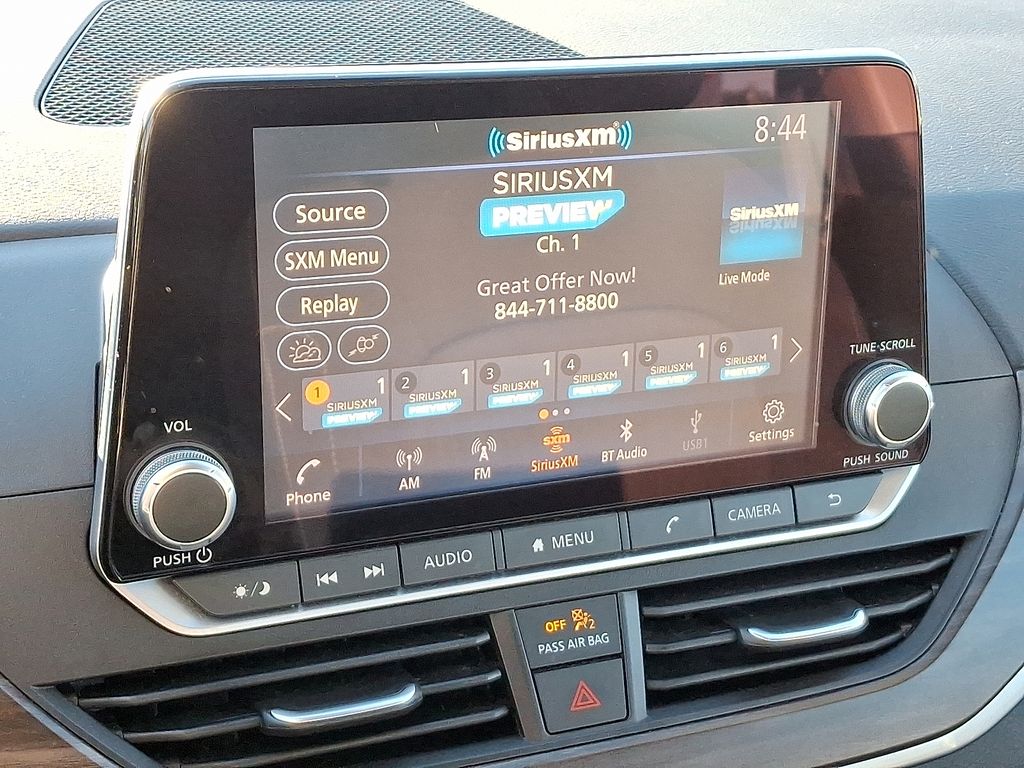 SiriusXM
8:44
SIRIUSXM
PREVIEW
Ch. 1
Great Offer Now!
844-711-8800
Source
SXM Menu
Replay
SiriusXM
Live Mode
1 1 SIRIUSXM PREVIEW
2 1 SIRIUSXM PREVIEW
3 1 SIRIUSXM PREVIEW
4 1 SIRIUSXM PREVIEW
5 1 SIRIUSXM PREVIEW
6 1 SIRIUSXM PREVIEW
Phone
AM
FM
sxm
SiriusXM
BT Audio
USB1
Settings
VOL
PUSH
TUNE·SCROLL
PUSH SOUND
AUDIO
MENU
CAMERA
OFF 2
PASS AIR BAG